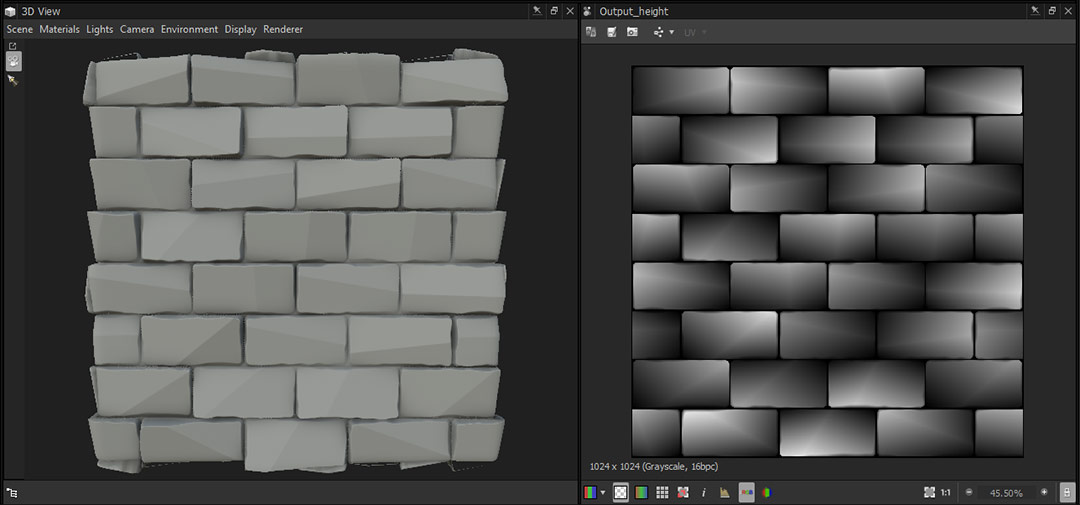 3D View
Scene Materials Lights Camera Environment Display Renderer
Output_height
UV
1024 x 1024 (Grayscale, 16bpc)
i
RGB
1:1
45.50%